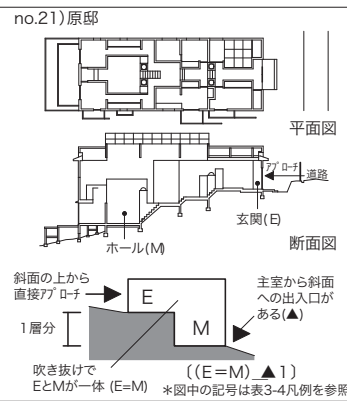 no.21)原邸
平面図
アプローチ
道路
玄関(E)
ホール(M)
断面図
斜面の上から
直接アプローチ
E
主室から斜面
への出入口が
ある(▲)
1層分
M
吹き抜けで
EとMが一体 (E=M)
〔(E=M)_▲1〕
*図中の記号は表3-4凡例を参照